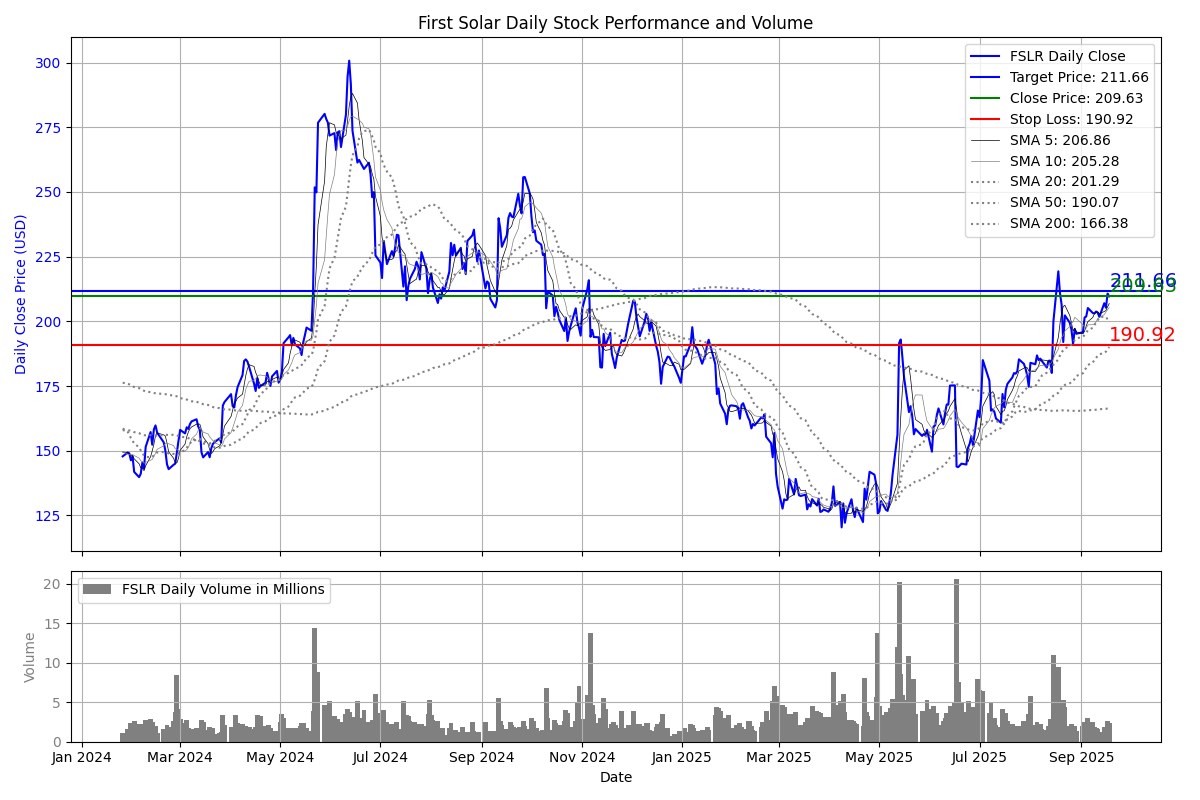 First Solar Daily Stock Performance and Volume
Daily Close Price (USD)
300
275
250
225
200
175
150
125
FSLR Daily Close
Target Price: 211.66
Close Price: 209.63
Stop Loss: 190.92
SMA 5: 206.86
SMA 10: 205.28
SMA 20: 201.29
SMA 50: 190.07
SMA 200: 166.38
211.66
209.63
190.92
Volume
20
15
10
5
0
FSLR Daily Volume in Millions
Jan 2024 Mar 2024 May 2024 Jul 2024 Sep 2024 Nov 2024 Jan 2025 Mar 2025 May 2025 Jul 2025 Sep 2025
Date